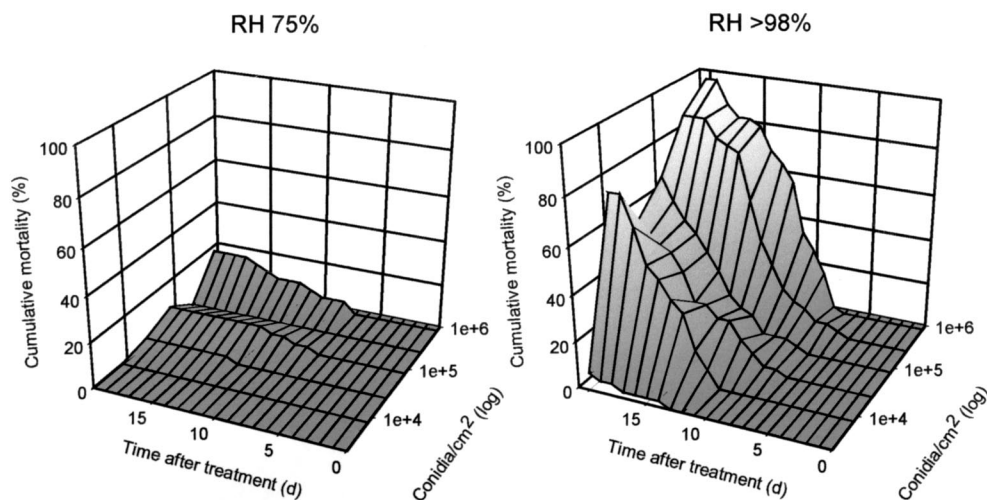 RH 75%
RH >98%
Cumulative mortality (%)
100
80
60
40
20
0
15
10
5
0
Time after treatment (d)
1e+6
1e+5
1e+4
Conidia/cm² (log)
Cumulative mortality (%)
100
80
60
40
20
0
15
10
5
0
Time after treatment (d)
1e+6
1e+5
1e+4
Conidia/cm² (log)